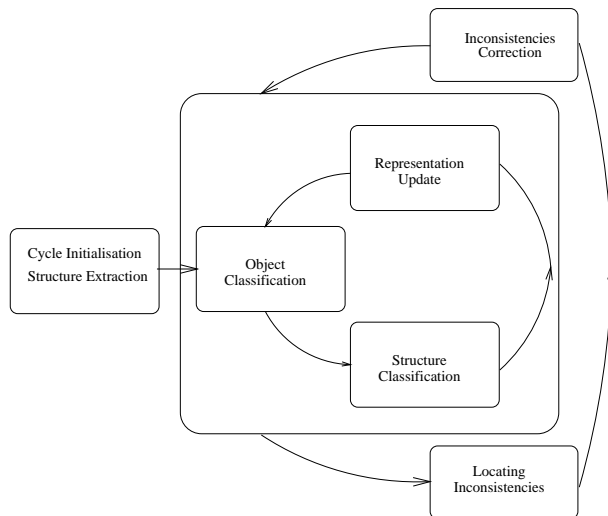 Inconsistencies
Correction
Representation
Update
Cycle Initialisation
Structure Extraction
Object
Classification
Structure
Classification
Locating
Inconsistencies